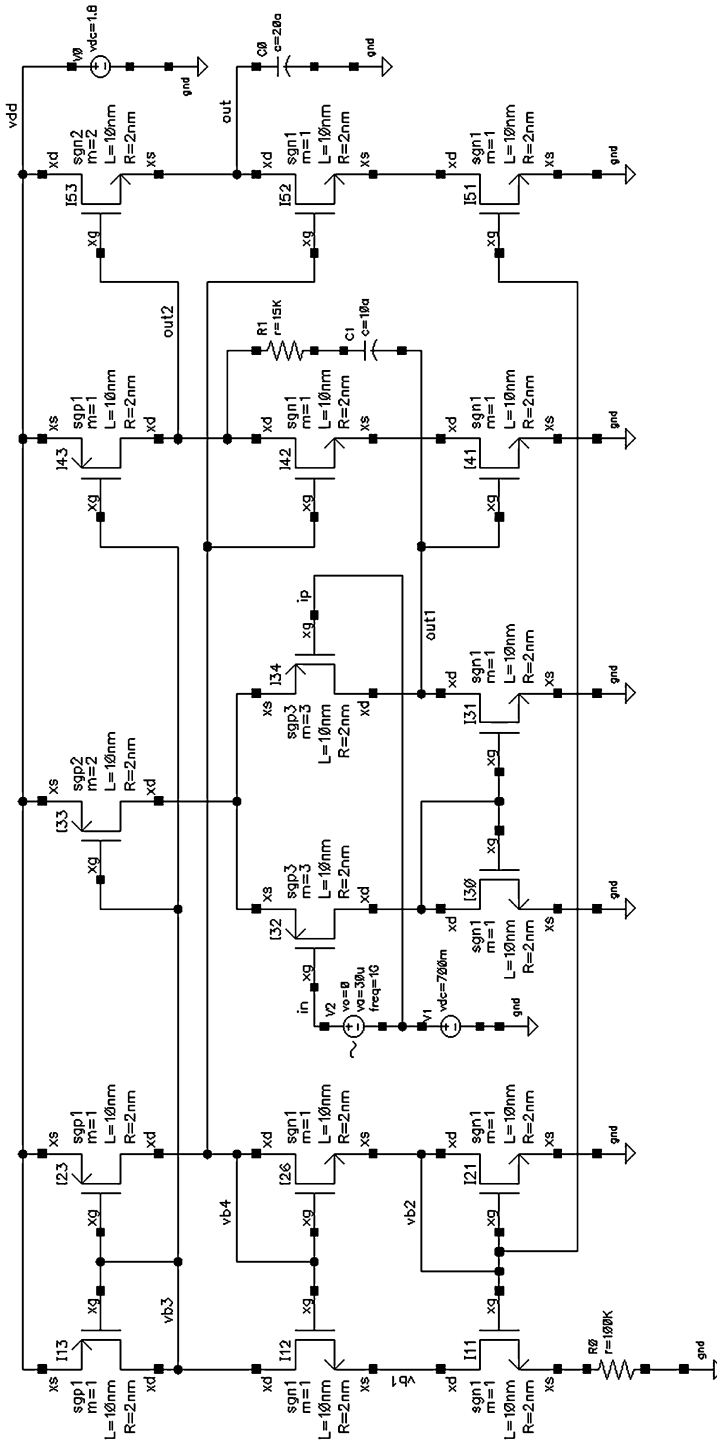 vdd
V0
vdc=1.8
gnd
xs
I13
sgp1
m=1
L=10nm
R=2nm
xg
xd
vb3
xs
I23
sgp1
m=1
L=10nm
R=2nm
xg
xd
xs
I33
sgp2
m=2
L=10nm
R=2nm
xg
xd
xs
I43
sgp1
m=1
L=10nm
R=2nm
xg
xd
out2
xd
I53
sgn2
m=2
L=10nm
R=2nm
xg
xs
out
C0
c=20a
gnd
xd
I12
sgn1
m=1
L=10nm
R=2nm
xg
xs
vb1
vb4
xd
I26
sgn1
m=1
L=10nm
R=2nm
xg
xs
vb2
in
V2
vo=0
va=30u
freq=1G
V1
vdc=700m
gnd
xs
I32
sgp3
m=3
L=10nm
R=2nm
xg
xd
xs
I34
sgp3
m=3
L=10nm
R=2nm
xg
ip
xd
out1
R1
r=15K
C1
c=10a
xd
I42
sgn1
m=1
L=10nm
R=2nm
xg
xs
xd
I52
sgn1
m=1
L=10nm
R=2nm
xg
xs
xd
I11
sgn1
m=1
L=10nm
R=2nm
xg
xs
R0
r=100K
gnd
xd
I21
sgn1
m=1
L=10nm
R=2nm
xg
xs
gnd
xd
I30
sgn1
m=1
L=10nm
R=2nm
xg
xs
gnd
xd
I31
sgn1
m=1
L=10nm
R=2nm
xg
xs
gnd
xd
I41
sgn1
m=1
L=10nm
R=2nm
xg
xs
gnd
xd
I51
sgn1
m=1
L=10nm
R=2nm
xg
xs
gnd